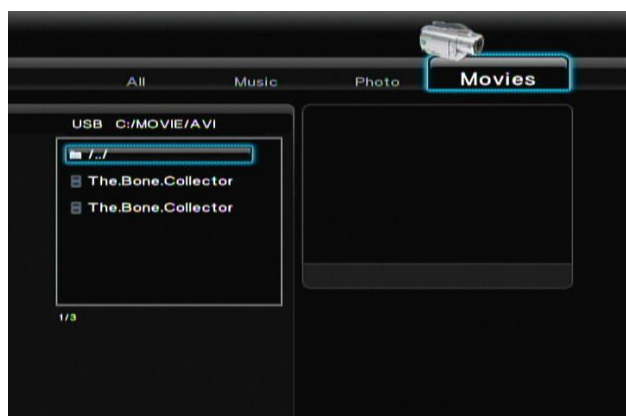 All Music Photo Movies
USB C:/MOVIE/AVI
/../
The.Bone.Collector
The.Bone.Collector
1/3